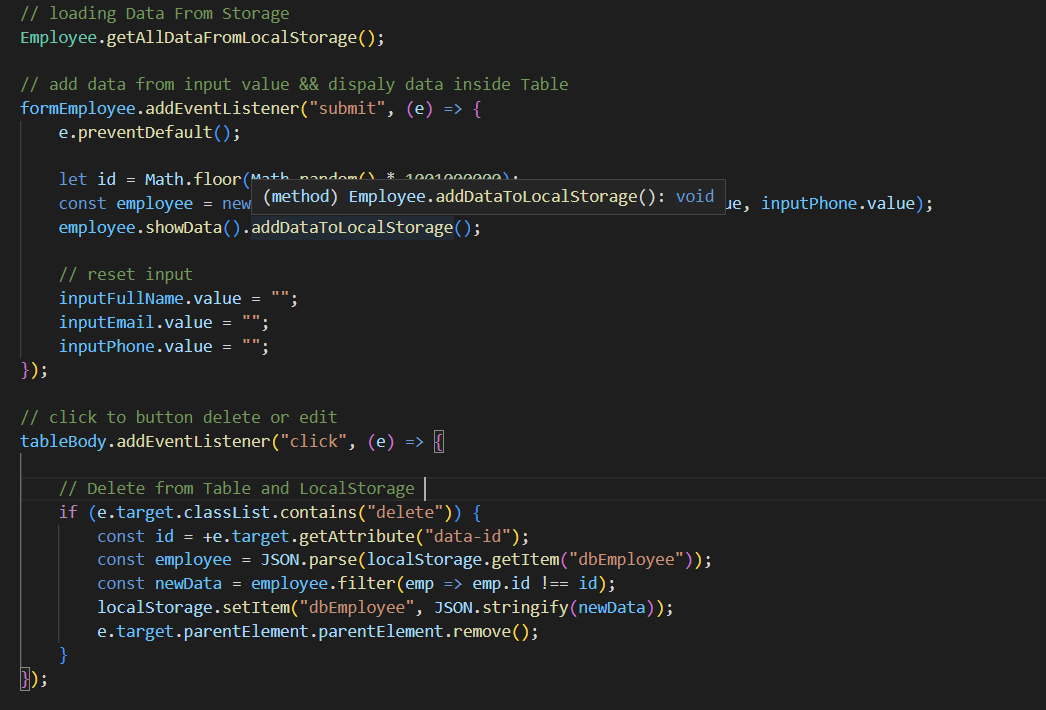 // loading Data From Storage
Employee.getAllDataFromLocalStorage();
// add data from input value && dispaly data inside Table
formEmployee.addEventListener("submit", (e) => {
e.preventDefault();
let id = Math.floor(Math.random() * 1001000000);
(method) Employee.addDataToLocalStorage(): void
const employee = new ue, inputPhone.value);
employee.showData().addDataToLocalStorage();
// reset input
inputFullName.value = "";
inputEmail.value = "";
inputPhone.value = "";
});
// click to button delete or edit
tableBody.addEventListener("click", (e) => {
// Delete from Table and LocalStorage
if (e.target.classList.contains("delete")) {
const id = +e.target.getAttribute("data-id");
const employee = JSON.parse(localStorage.getItem("dbEmployee"));
const newData = employee.filter(emp => emp.id !== id);
localStorage.setItem("dbEmployee", JSON.stringify(newData));
e.target.parentElement.parentElement.remove();
}
});